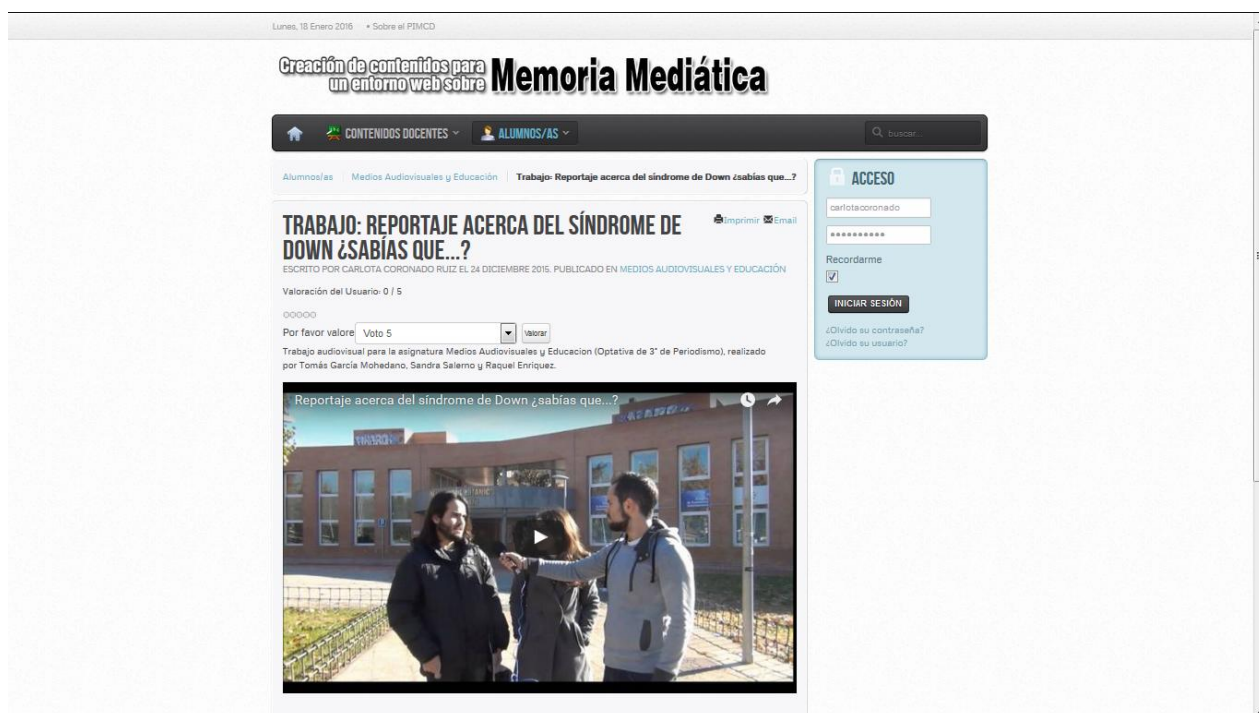 Lunes, 18 Enero 2016 • Sobre el PIMCD
Creación de contenidos para
un entorno web sobre Memoria Mediática
CONTENIDOS DOCENTES ALUMNOS/AS buscar...
Alumnos/as Medios Audiovisuales y Educación Trabajo: Reportaje acerca del síndrome de Down ¿sabías que...?
TRABAJO: REPORTAJE ACERCA DEL SÍNDROME DE
DOWN ¿SABÍAS QUE...?
Imprimir Email
ESCRITO POR CARLOTA CORONADO RUIZ EL 24 DICIEMBRE 2015. PUBLICADO EN MEDIOS AUDIOVISUALES Y EDUCACIÓN
Valoración del Usuario: 0 / 5
Por favor valore Voto 5 Valorar
Trabajo audiovisual para la asignatura Medios Audiovisuales y Educacion (Optativa de 3º de Periodismo), realizado
por Tomás García Mohedano, Sandra Salerno y Raquel Enríquez.
Reportaje acerca del síndrome de Down ¿sabías que...?
ACCESO
carlotacoronado
Recordarme
INICIAR SESIÓN
¿Olvido su contraseña?
¿Olvido su usuario?